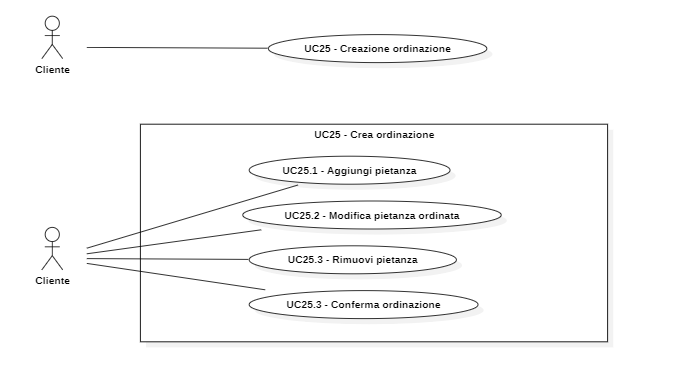 UC25 - Creazione ordinazione
Cliente
UC25 - Crea ordinazione
UC25.1 - Aggiungi pietanza
UC25.2 - Modifica pietanza ordinata
UC25.3 - Rimuovi pietanza
Cliente
UC25.3 - Conferma ordinazione